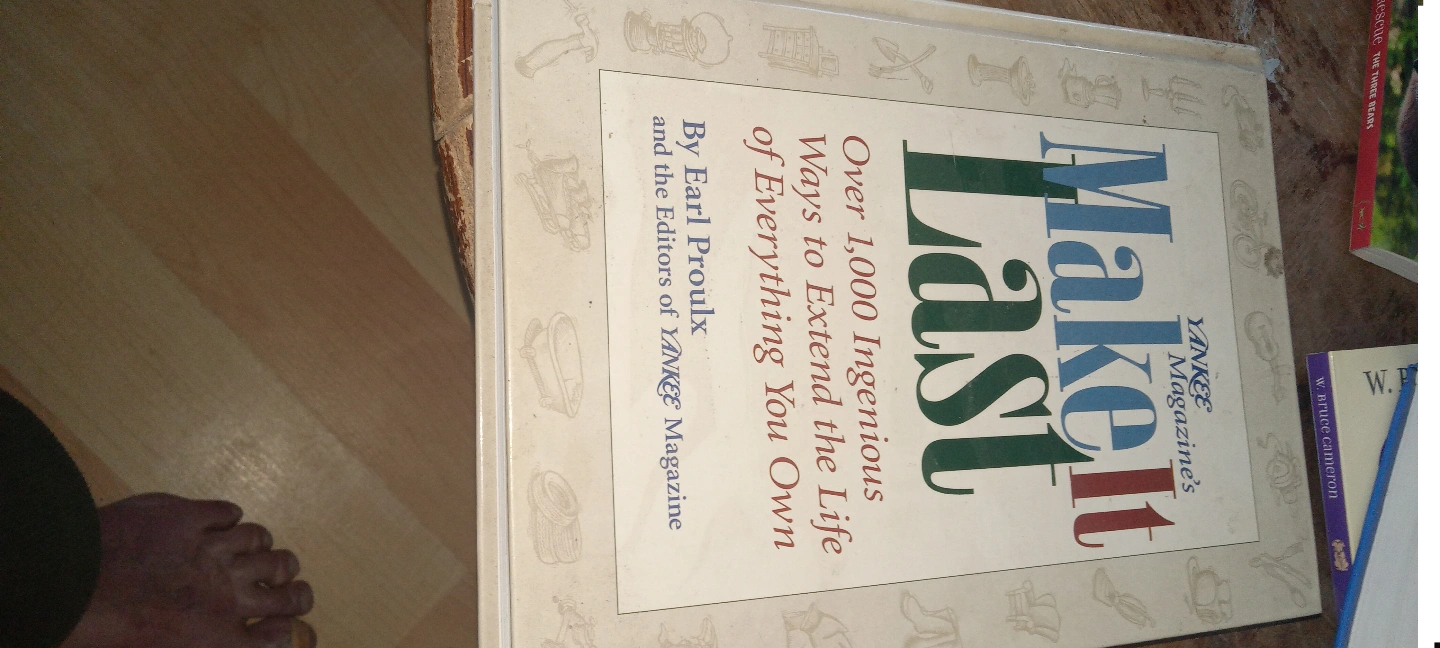 YANKEE
Magazine's
Make It
Last
Over 1,000 Ingenious
Ways to Extend the Life
of Everything You Own
By Earl Proulx
and the Editors of YANKEE Magazine
THE THREE BEARS
W.
W. Bruce Cameron